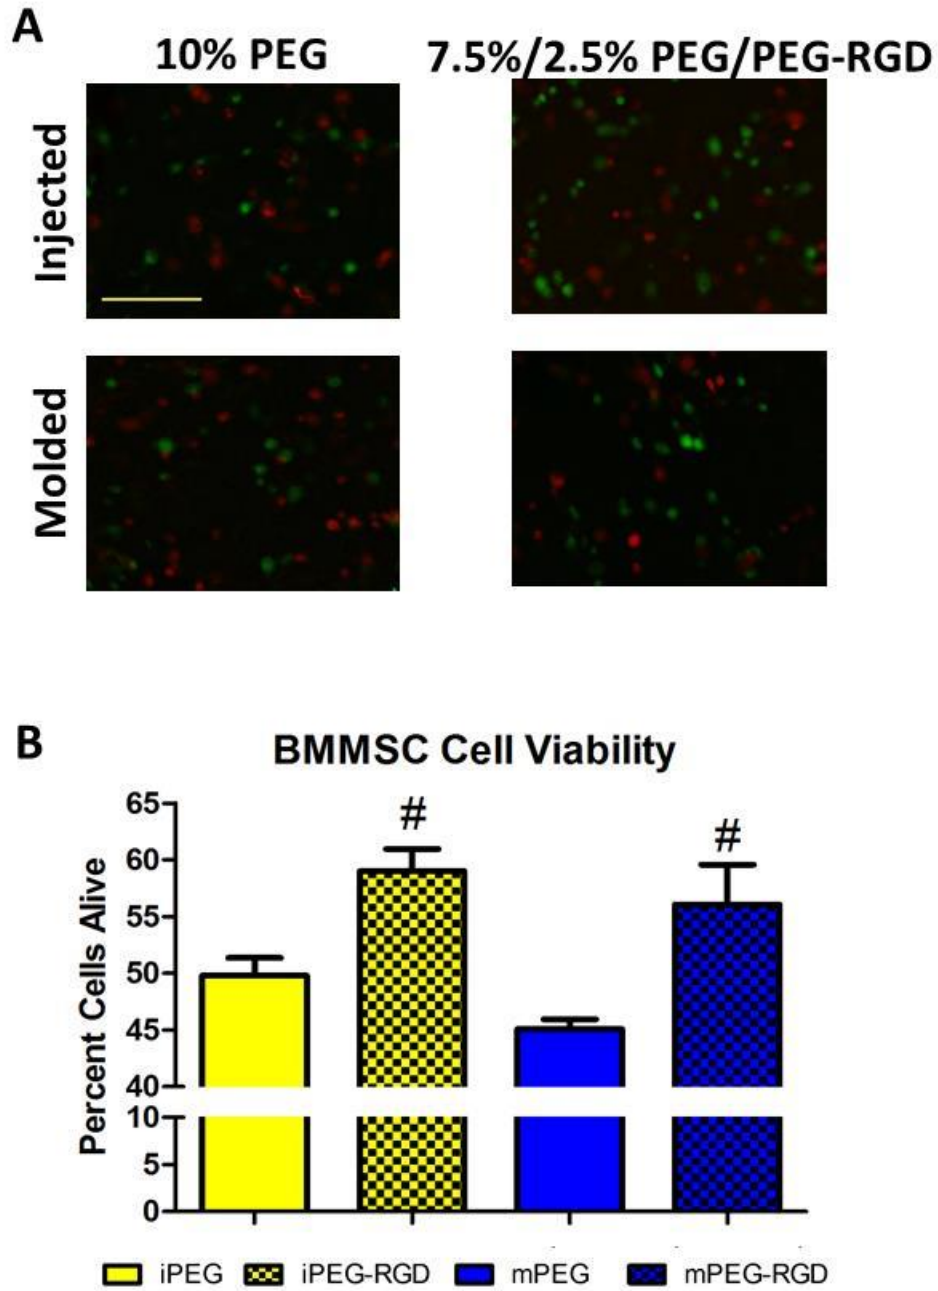 A
10% PEG
7.5%/2.5% PEG/PEG-RGD
Injected
Molded
B
BMMSC Cell Viability
Percent Cells Alive
65
60
55
50
45
40
10
5
0
#
#
iPEG
iPEG-RGD
mPEG
mPEG-RGD